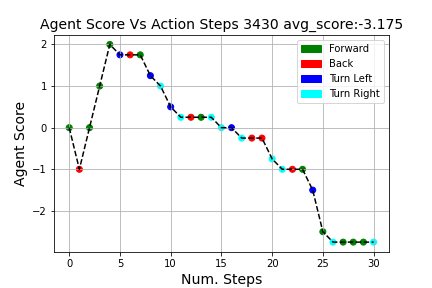 Agent Score Vs Action Steps 3430 avg_score:-3.175
Agent Score
2
1
0
−1
−2
Forward
Back
Turn Left
Turn Right
0 5 10 15 20 25 30
Num. Steps